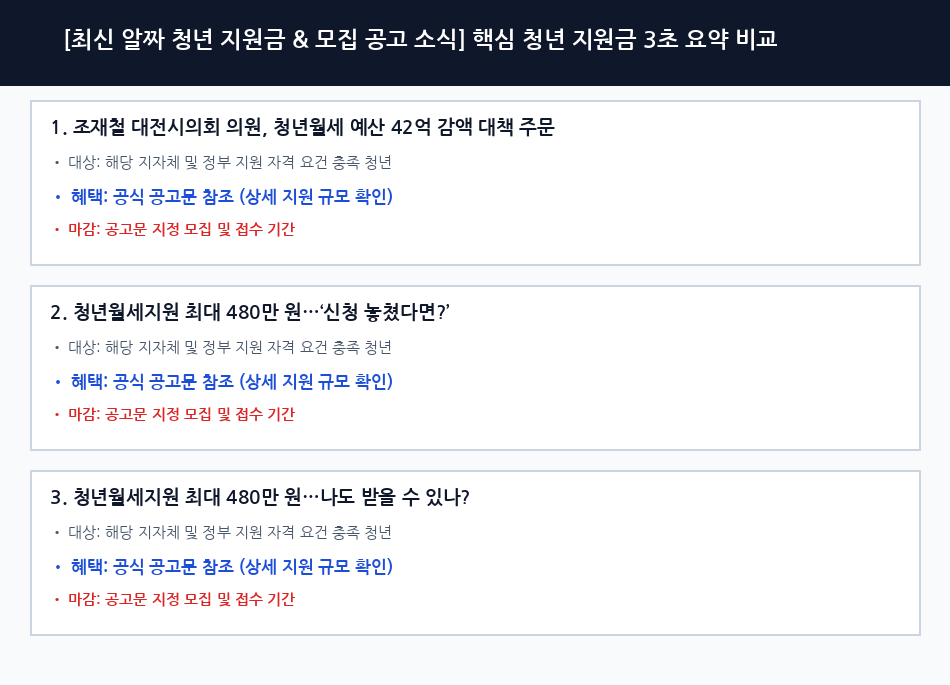 [최신 알짜 청년 지원금 & 모집 공고 소식] 핵심 청년 지원금 3초 요약 비교
1. 조재철 대전시의회 의원, 청년월세 예산 42억 감액 대책 주문
• 대상: 해당 지자체 및 정부 지원 자격 요건 충족 청년
• 혜택: 공식 공고문 참조 (상세 지원 규모 확인)
• 마감: 공고문 지정 모집 및 접수 기간
2. 청년월세지원 최대 480만 원…‘신청 놓쳤다면?’
• 대상: 해당 지자체 및 정부 지원 자격 요건 충족 청년
• 혜택: 공식 공고문 참조 (상세 지원 규모 확인)
• 마감: 공고문 지정 모집 및 접수 기간
3. 청년월세지원 최대 480만 원…나도 받을 수 있나?
• 대상: 해당 지자체 및 정부 지원 자격 요건 충족 청년
• 혜택: 공식 공고문 참조 (상세 지원 규모 확인)
• 마감: 공고문 지정 모집 및 접수 기간